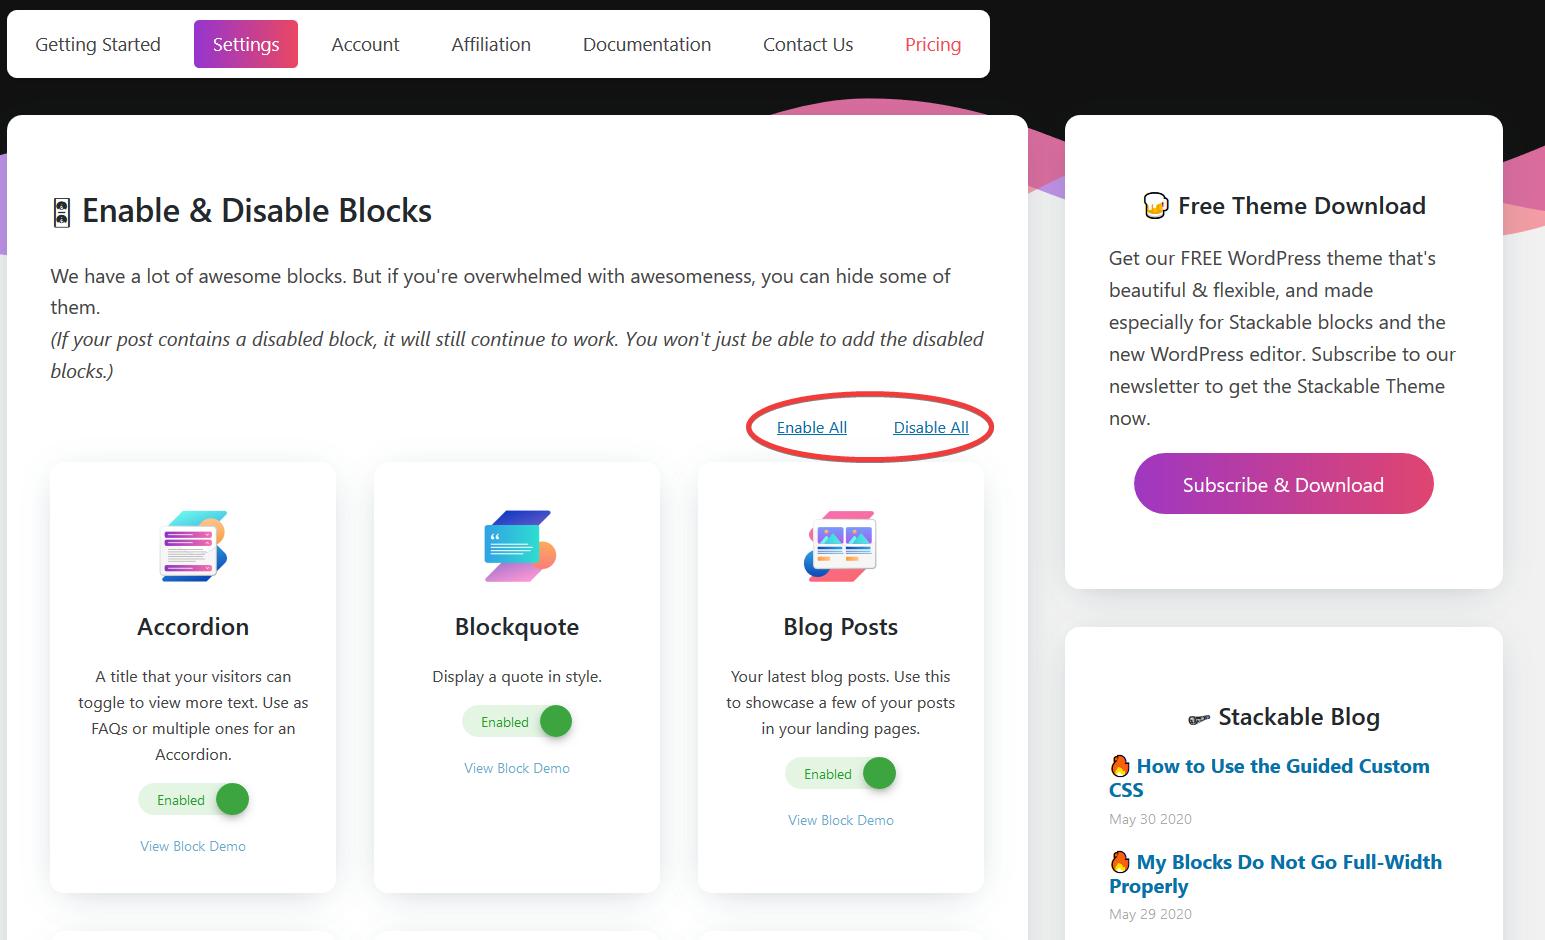 Getting Started
Settings
Account
Affiliation
Documentation
Contact Us
Pricing
Enable & Disable Blocks
We have a lot of awesome blocks. But if you're overwhelmed with awesomeness, you can hide some of
them.
(If your post contains a disabled block, it will still continue to work. You won't just be able to add the disabled
blocks.)
Enable All
Disable All
Accordion
A title that your visitors can
toggle to view more text. Use as
FAQs or multiple ones for an
Accordion.
Enabled
View Block Demo
Blockquote
Display a quote in style.
Enabled
View Block Demo
Blog Posts
Your latest blog posts. Use this
to showcase a few of your posts
in your landing pages.
Enabled
View Block Demo
Free Theme Download
Get our FREE WordPress theme that's
beautiful & flexible, and made
especially for Stackable blocks and the
new WordPress editor. Subscribe to our
newsletter to get the Stackable Theme
now.
Subscribe & Download
Stackable Blog
How to Use the Guided Custom
CSS
May 30 2020
My Blocks Do Not Go Full-Width
Properly
May 29 2020